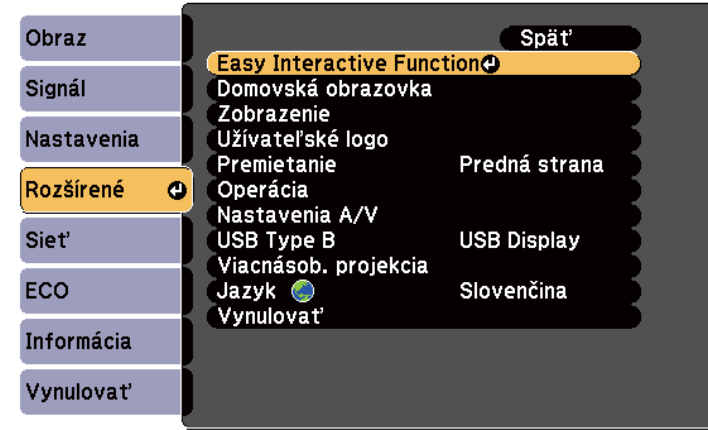 Obraz
Signál
Nastavenia
Rozšírené
Sieť
ECO
Informácia
Vynulovať
Späť
Easy Interactive Function
Domovská obrazovka
Zobrazenie
Užívateľské logo
Premietanie Predná strana
Operácia
Nastavenia A/V
USB Type B USB Display
Viacnásob. projekcia
Jazyk Slovenčina
Vynulovať